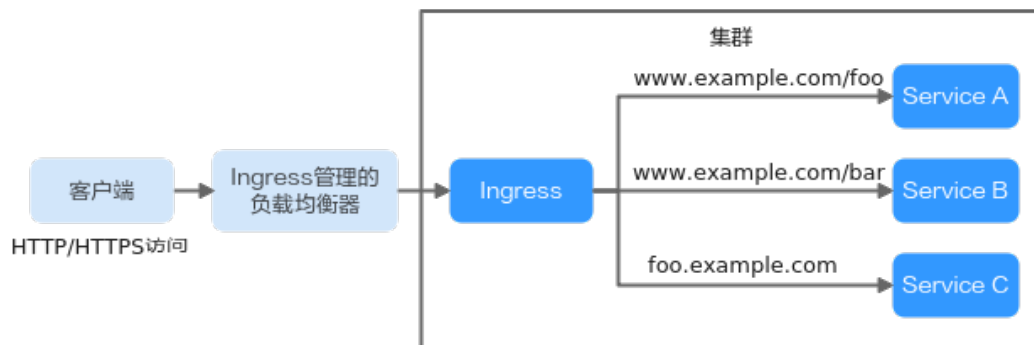 集群
www.example.com/foo
Service A
客户端
Ingress管理的
负载均衡器
Ingress
www.example.com/bar
Service B
HTTP/HTTPS访问
foo.example.com
Service C